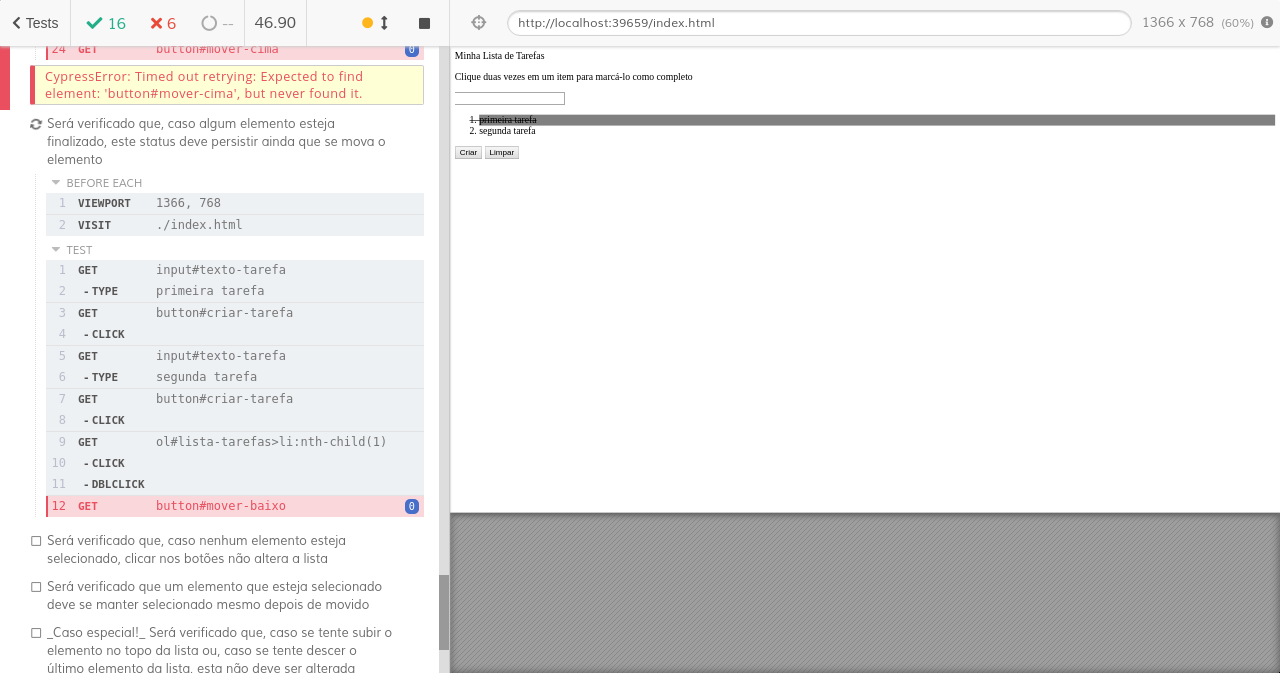 Tests 16 6 -- 46.90
http://localhost:39659/index.html 1366 x 768 (60%)
24 GET button#mover-cima 0
CypressError: Timed out retrying: Expected to find
element: 'button#mover-cima', but never found it.
Será verificado que, caso algum elemento esteja
finalizado, este status deve persistir ainda que se mova o
elemento
BEFORE EACH
1 VIEWPORT 1366, 768
2 VISIT ./index.html
TEST
1 GET input#texto-tarefa
2 -TYPE primeira tarefa
3 GET button#criar-tarefa
4 -CLICK
5 GET input#texto-tarefa
6 -TYPE segunda tarefa
7 GET button#criar-tarefa
8 -CLICK
9 GET ol#lista-tarefas>li:nth-child(1)
10 -CLICK
11 -DBLCLICK
12 GET button#mover-baixo 0
Será verificado que, caso nenhum elemento esteja
selecionado, clicar nos botões não altera a lista
Será verificado que um elemento que esteja selecionado
deve se manter selecionado mesmo depois de movido
_Caso especial!_ Será verificado que, caso se tente subir o
elemento no topo da lista ou, caso se tente descer o
último elemento da lista, esta não deve ser alterada
Minha Lista de Tarefas
Clique duas vezes em um item para marcá-lo como completo
1. primeira tarefa
2. segunda tarefa
Criar Limpar